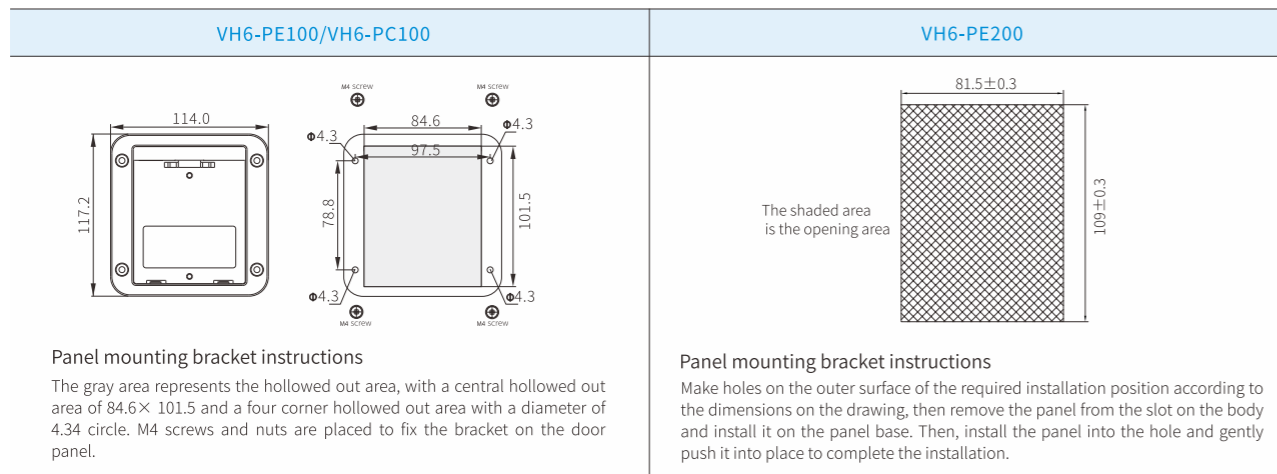 VH6-PE100/VH6-PC100
VH6-PE200
114.0
117.2
M4 screw
M4 screw
84.6
Φ4.3
Φ4.3
97.5
78.8
101.5
Φ4.3
Φ4.3
M4 screw
M4 screw
81.5±0.3
109±0.3
The shaded area
is the opening area
Panel mounting bracket instructions
The gray area represents the hollowed out area, with a central hollowed out
area of 84.6× 101.5 and a four corner hollowed out area with a diameter of
4.34 circle. M4 screws and nuts are placed to fix the bracket on the door
panel.
Panel mounting bracket instructions
Make holes on the outer surface of the required installation position according to
the dimensions on the drawing, then remove the panel from the slot on the body
and install it on the panel base. Then, install the panel into the hole and gently
push it into place to complete the installation.